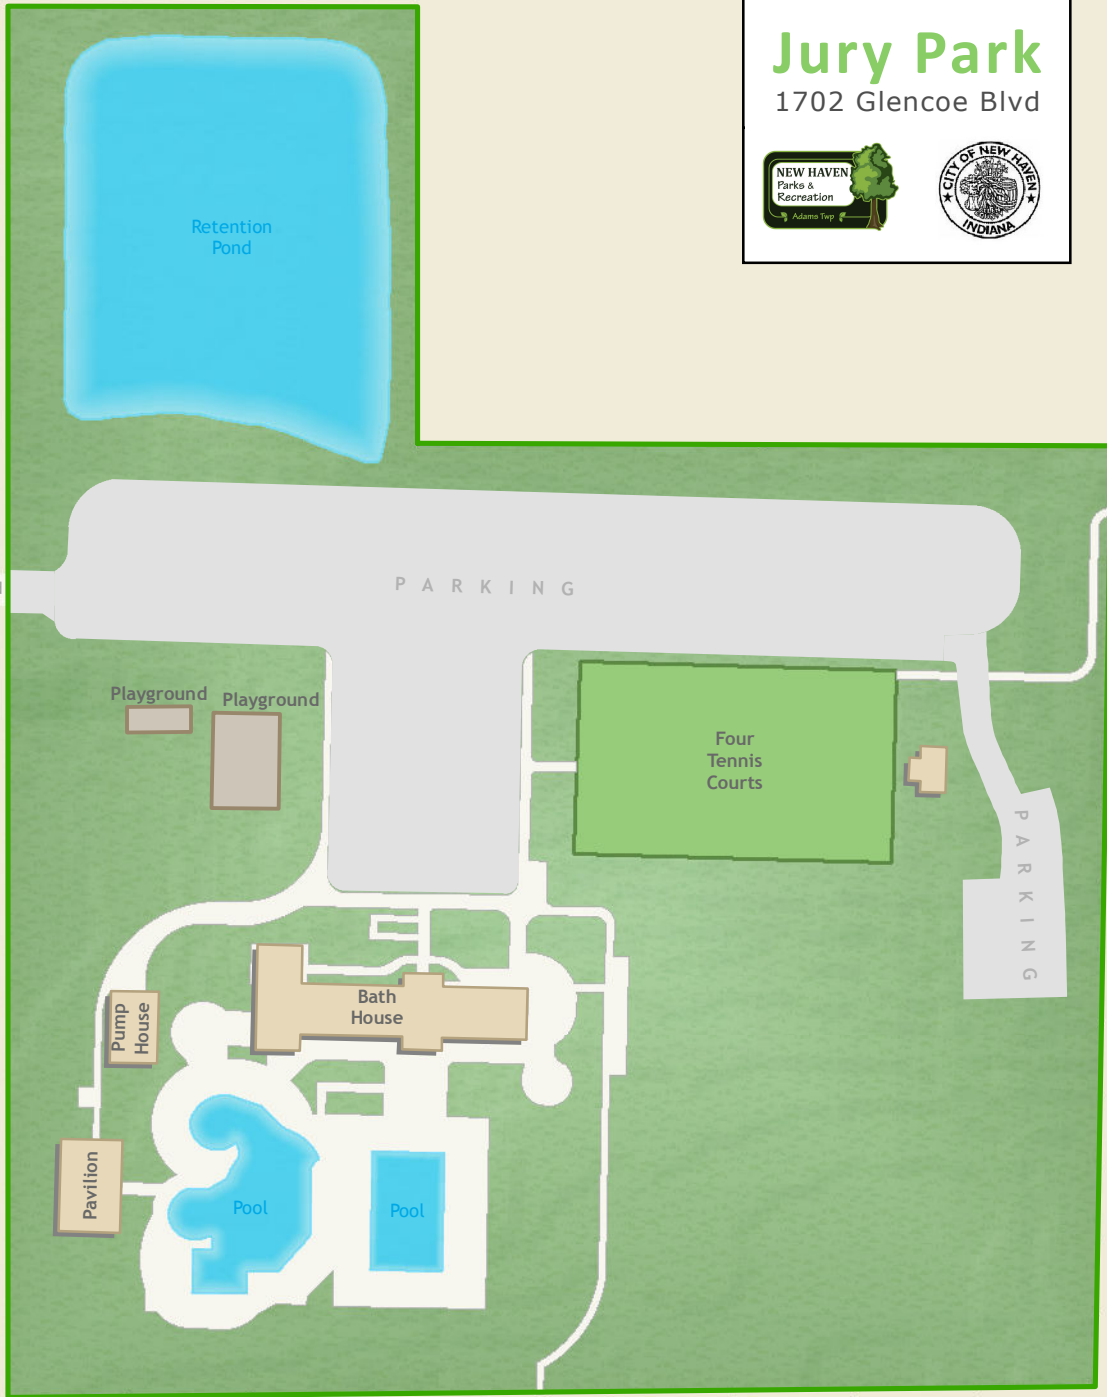 Jury Park
1702 Glencoe Blvd
NEW HAVEN
Parks &
Recreation
Adams Twp
CITY OF NEW HAVEN
INDIANA
Retention
Pond
PARKING
Playground
Playground
Four
Tennis
Courts
PARKING
Bath
House
Pump
House
Pavilion
Pool
Pool